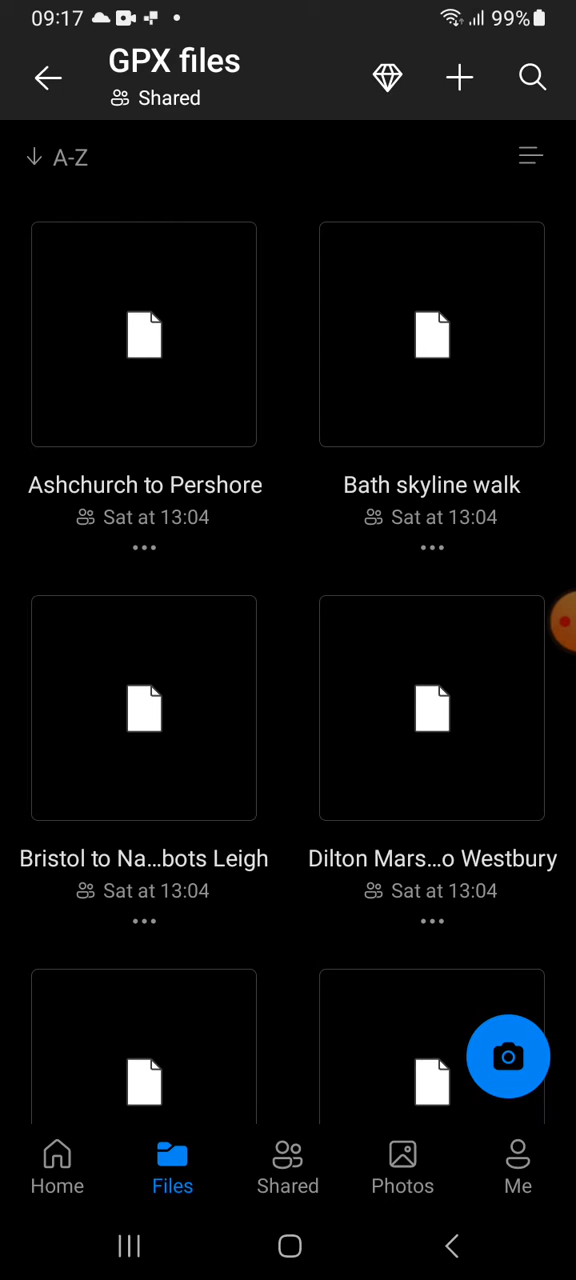 09:17 99%
GPX files
Shared
A-Z
Ashchurch to Pershore Bath skyline walk
Sat at 13:04 Sat at 13:04
Bristol to Na...bots Leigh Dilton Mars...o Westbury
Sat at 13:04 Sat at 13:04
Home Files Shared Photos Me